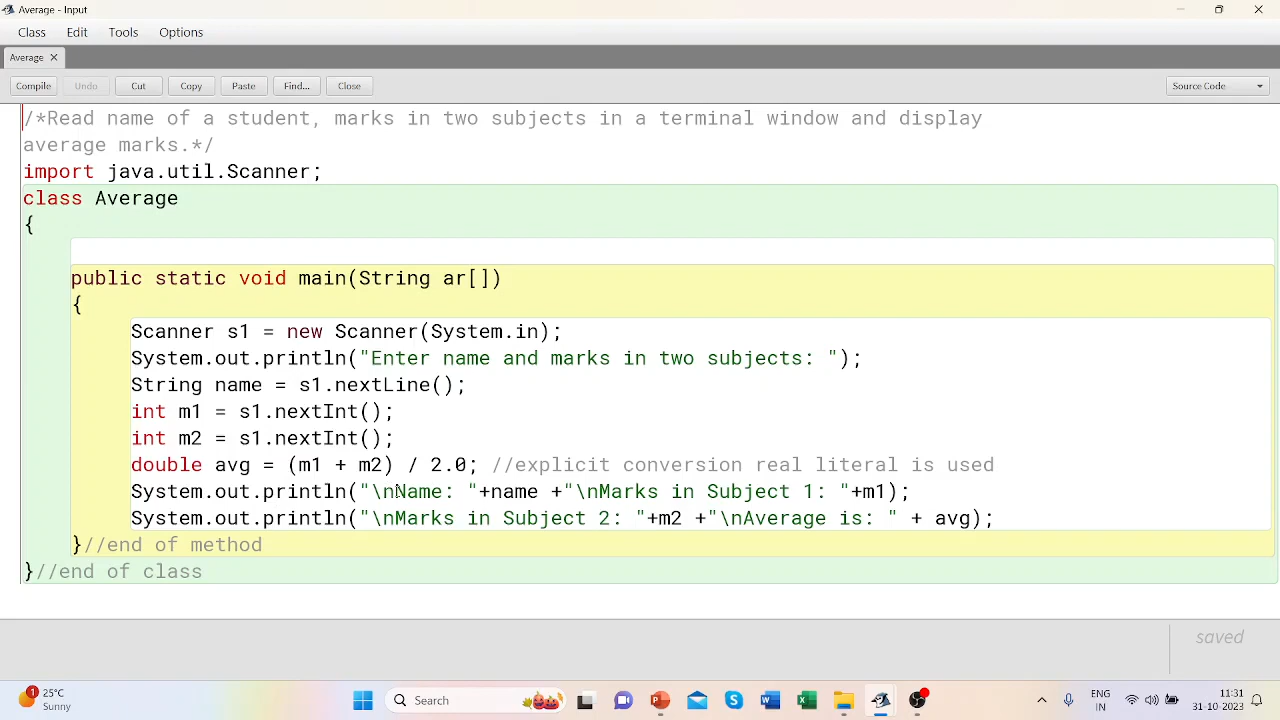 Average - Input
Class Edit Tools Options
Average ✕
Compile Undo Cut Copy Paste Find... Close Source Code
/*Read name of a student, marks in two subjects in a terminal window and display
average marks.*/
import java.util.Scanner;
class Average
{
public static void main(String ar[])
{
Scanner s1 = new Scanner(System.in);
System.out.println("Enter name and marks in two subjects: ");
String name = s1.nextLine();
int m1 = s1.nextInt();
int m2 = s1.nextInt();
double avg = (m1 + m2) / 2.0; //explicit conversion real literal is used
System.out.println("\nName: "+name +"\nMarks in Subject 1: "+m1);
System.out.println("\nMarks in Subject 2: "+m2 +"\nAverage is: " + avg);
}//end of method
}//end of class
saved
1 25°C
Sunny
Search
ENG
IN
11:31
31-10-2023